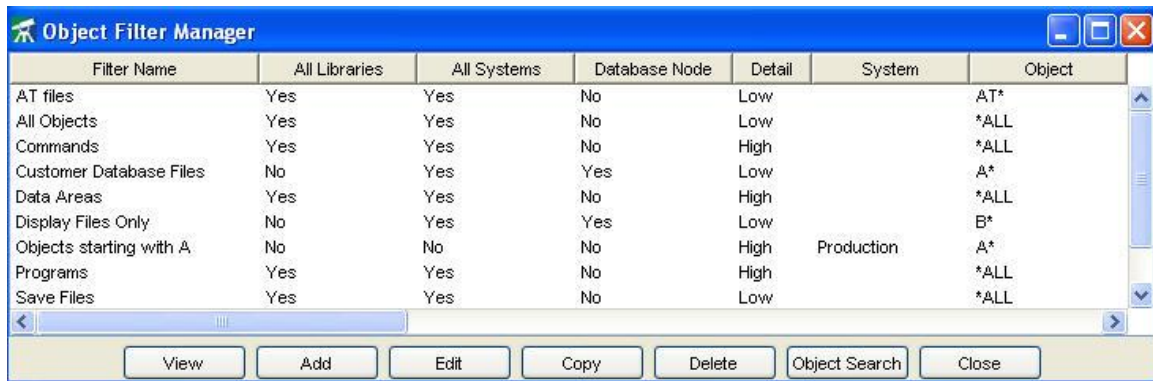 Object Filter Manager
Filter Name All Libraries All Systems Database Node Detail System Object
AT files Yes Yes No Low AT*
All Objects Yes Yes No Low *ALL
Commands Yes Yes No High *ALL
Customer Database Files No Yes Yes Low A*
Data Areas Yes Yes No High *ALL
Display Files Only No Yes Yes Low B*
Objects starting with A No No No High Production A*
Programs Yes Yes No High *ALL
Save Files Yes Yes No Low *ALL
View Add Edit Copy Delete Object Search Close